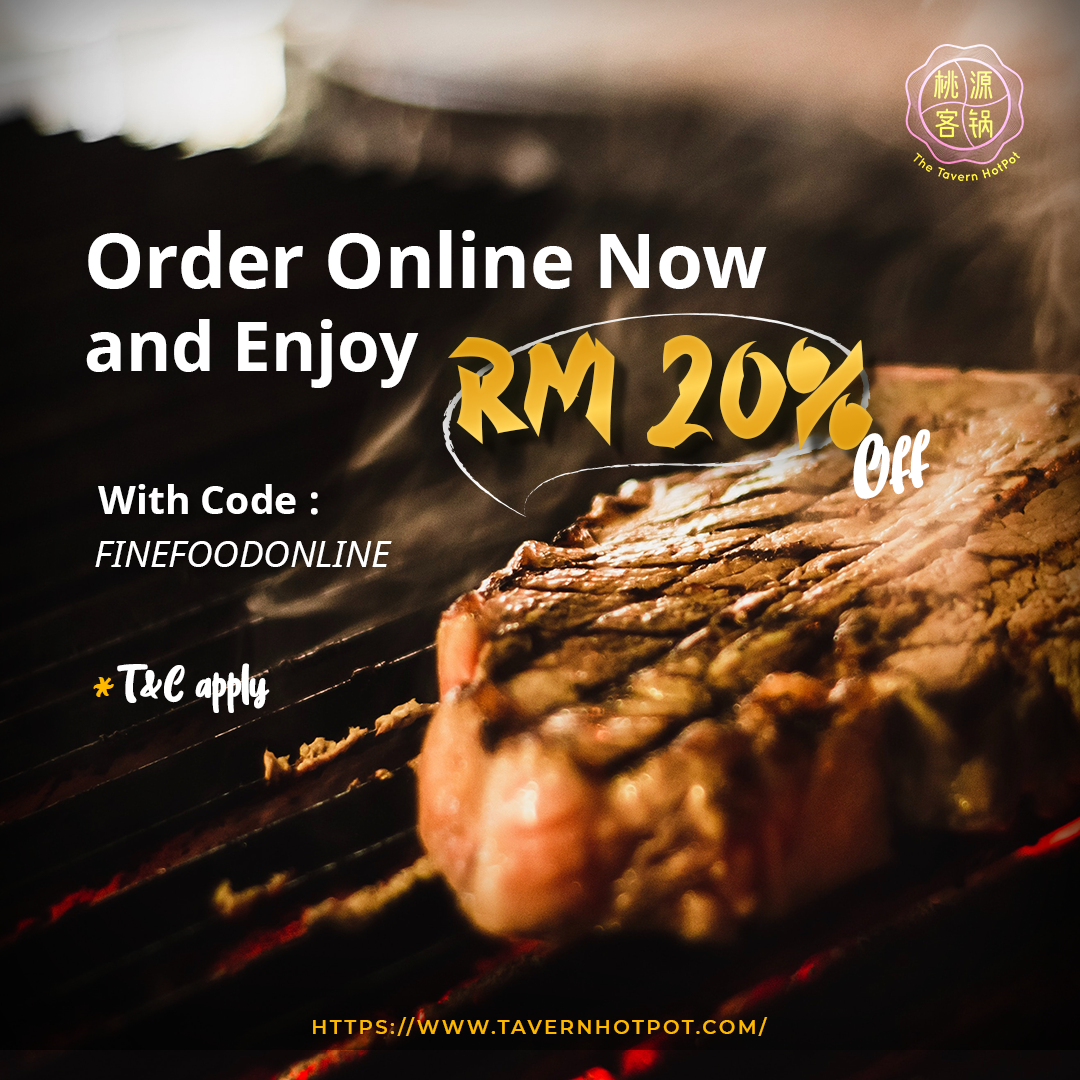 桃源
客锅
The Tavern HotPot
Order Online Now
and Enjoy RM 20%
Off
With Code :
FINEFOODONLINE
*T&C apply
HTTPS://WWW.TAVERNHOTPOT.COM/